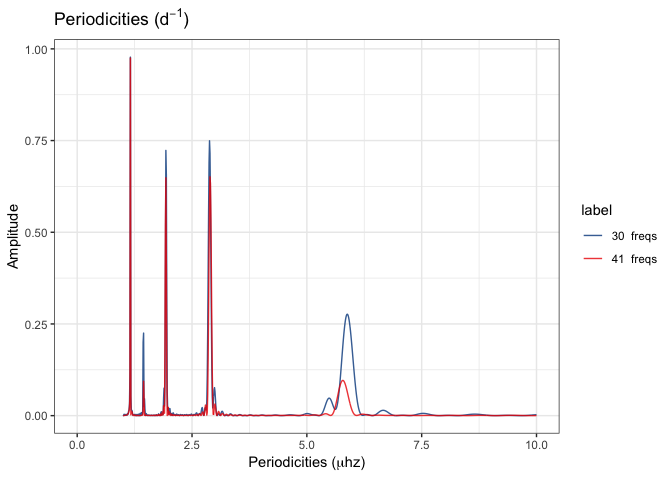 Periodicities (d⁻¹)
1.00
0.75
0.50
0.25
0.00
Amplitude
0.0 2.5 5.0 7.5 10.0
Periodicities (μhz)
label
30 freqs
41 freqs